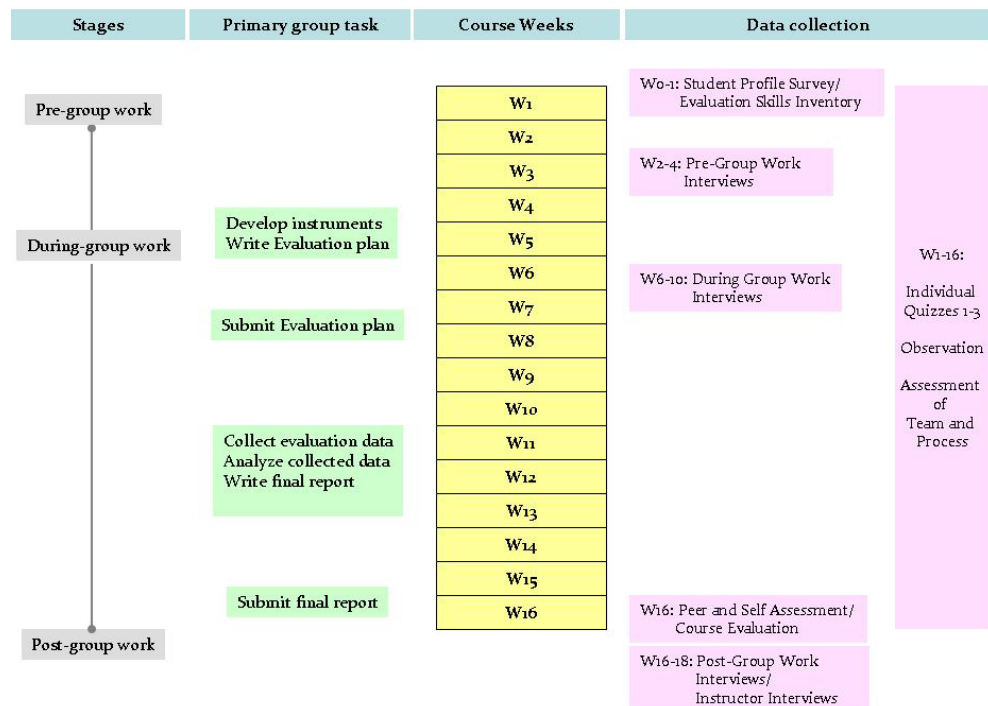 Stages
Primary group task
Course Weeks
Data collection
Pre-group work
During-group work
Post-group work
Develop instruments
Write Evaluation plan
Submit Evaluation plan
Collect evaluation data
Analyze collected data
Write final report
Submit final report
W1
W2
W3
W4
W5
W6
W7
W8
W9
W10
W11
W12
W13
W14
W15
W16
W0-1: Student Profile Survey/
Evaluation Skills Inventory
W2-4: Pre-Group Work
Interviews
W6-10: During Group Work
Interviews
W16: Peer and Self Assessment/
Course Evaluation
W16-18: Post-Group Work
Interviews/
Instructor Interviews
W1-16:
Individual
Quizzes 1-3
Observation
Assessment
of
Team and
Process